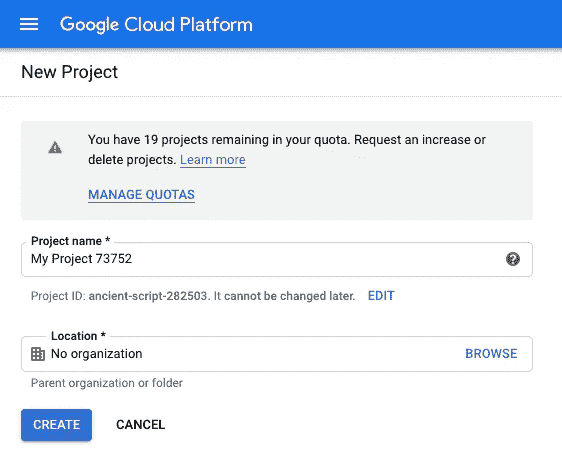 Google Cloud Platform
New Project
You have 19 projects remaining in your quota. Request an increase or
delete projects. Learn more
MANAGE QUOTAS
Project name *
My Project 73752
Project ID: ancient-script-282503. It cannot be changed later. EDIT
Location *
No organization BROWSE
Parent organization or folder
CREATE CANCEL